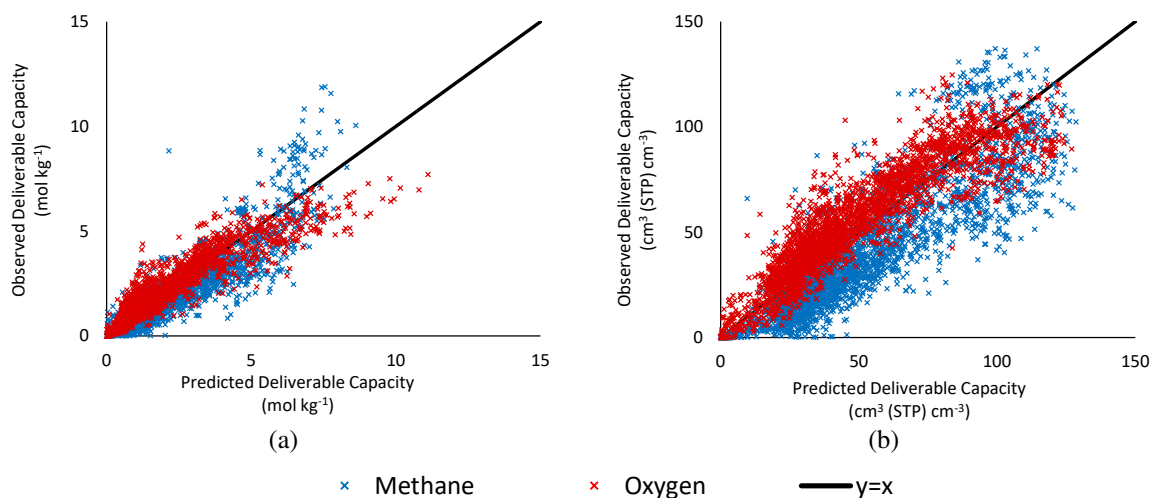 Observed Deliverable Capacity
(mol kg⁻¹)
15
10
5
0
0 5 10 15
Predicted Deliverable Capacity
(mol kg⁻¹)
(a)
Observed Deliverable Capacity
cm³ (STP) cm⁻³)
150
100
50
0
0 50 100 150
Predicted Deliverable Capacity
(cm³ (STP) cm⁻³)
(b)
Methane Oxygen y=x